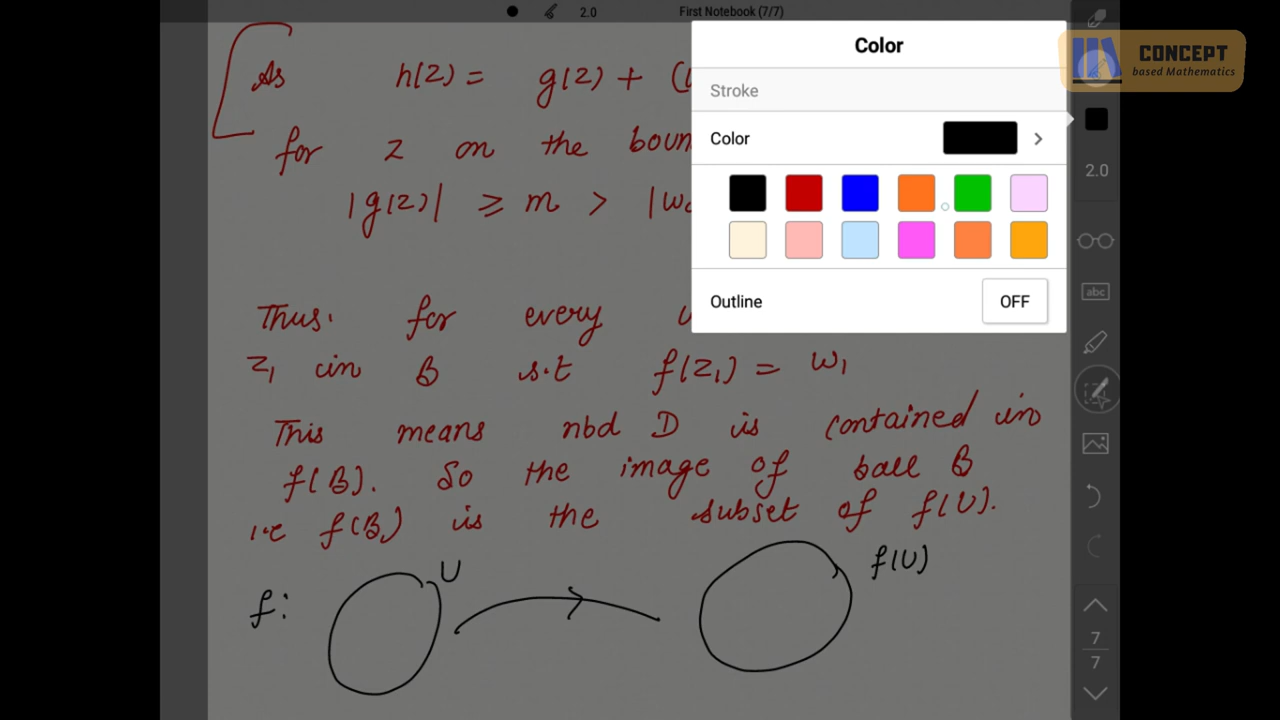 2.0 First Notebook (7/7)
As h(z) = g(z) +
for z on the boun
|g(z)| ≥ m > |w
Thus. for every
z₁ in B s.t f(z₁) = w₁
This means nbd D is contained in
f(B). So the image of ball B
i.e f(B) is the subset of f(U).
f: U f(U)
Color
Stroke
Color
Outline OFF
CONCEPT
based Mathematics
2.0
abc
7
7